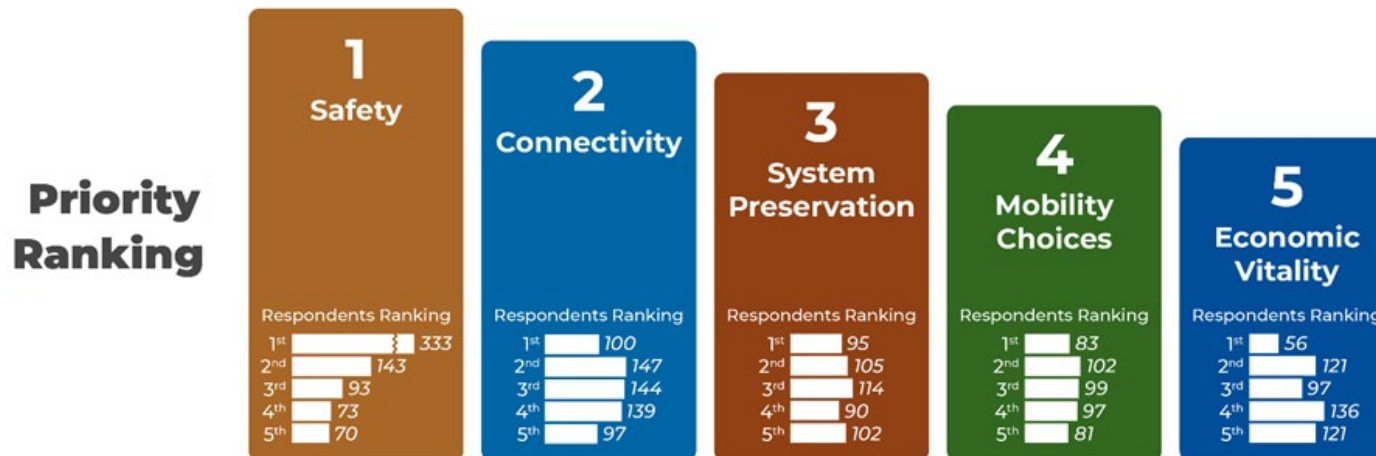 Priority
Ranking
1
Safety
Respondents Ranking
1st 333
2nd 143
3rd 93
4th 73
5th 70
2
Connectivity
Respondents Ranking
1st 100
2nd 147
3rd 144
4th 139
5th 97
3
System
Preservation
Respondents Ranking
1st 95
2nd 105
3rd 114
4th 90
5th 102
4
Mobility
Choices
Respondents Ranking
1st 83
2nd 102
3rd 99
4th 97
5th 81
5
Economic
Vitality
Respondents Ranking
1st 56
2nd 121
3rd 97
4th 136
5th 121